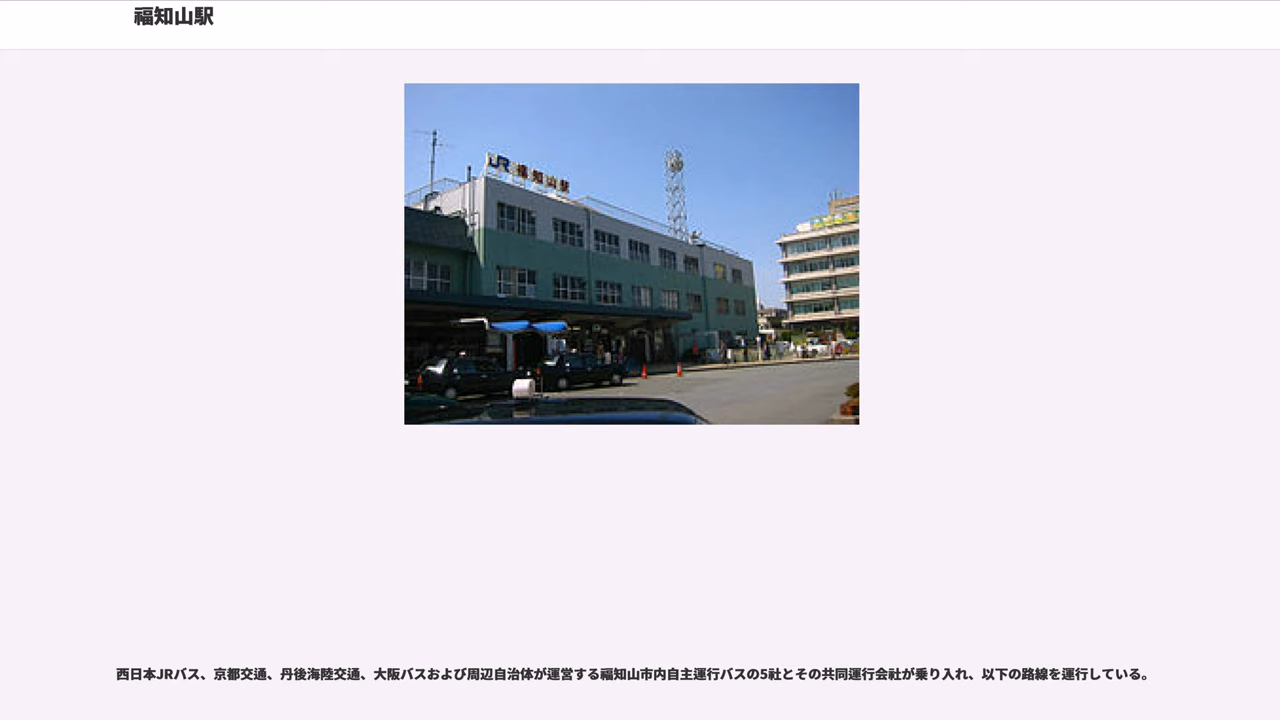 福知山駅
JR 福知山駅
西日本JRバス、京都交通、丹後海陸交通、大阪バスおよび周辺自治体が運営する福知山市内自主運行バスの5社とその共同運行会社が乗り入れ、以下の路線を運行している。